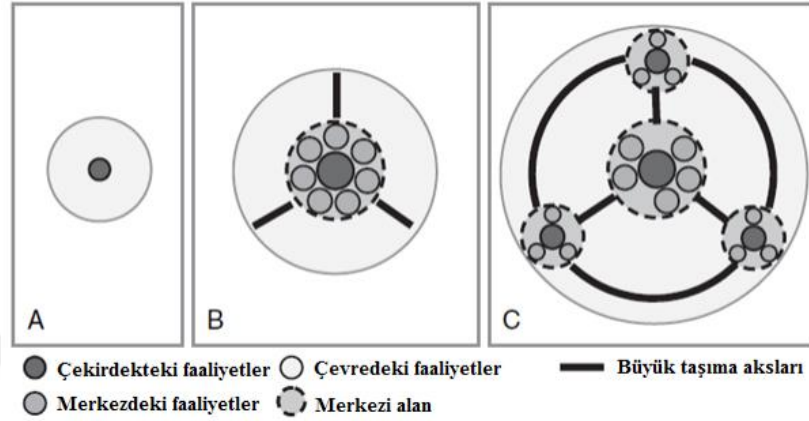 A
B
C
Çekirdekteki faaliyetler
Çevredeki faaliyetler
Büyük taşıma aksları
Merkezdeki faaliyetler
Merkezi alan